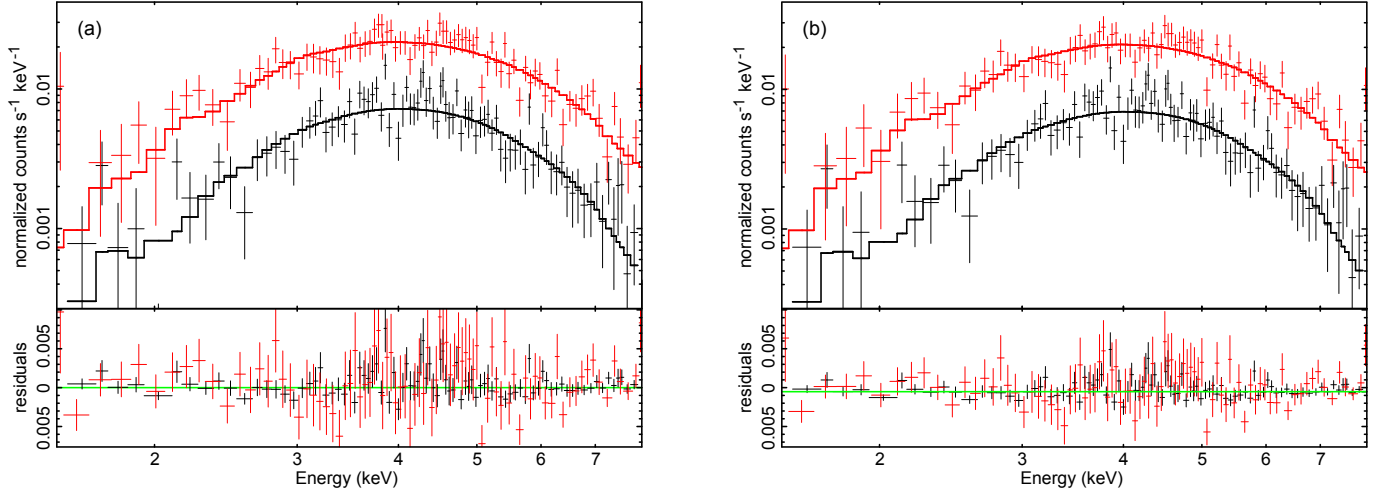 (a)
normalized counts s⁻¹ keV⁻¹
0.01
0.001
residuals
0.005
0
0.005
2 3 4 5 6 7
Energy (keV)
(b)
normalized counts s⁻¹ keV⁻¹
0.01
0.001
residuals
0.005
0
0.005
2 3 4 5 6 7
Energy (keV)